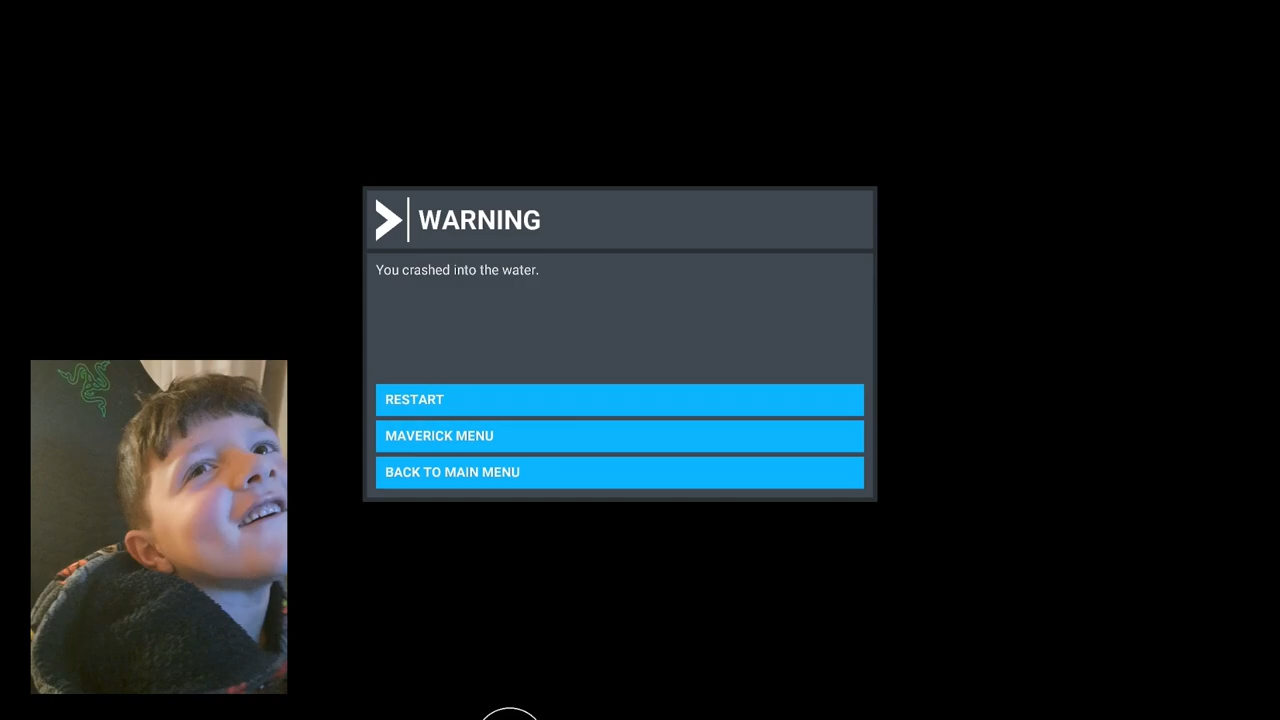 WARNING
You crashed into the water.
RESTART
MAVERICK MENU
BACK TO MAIN MENU